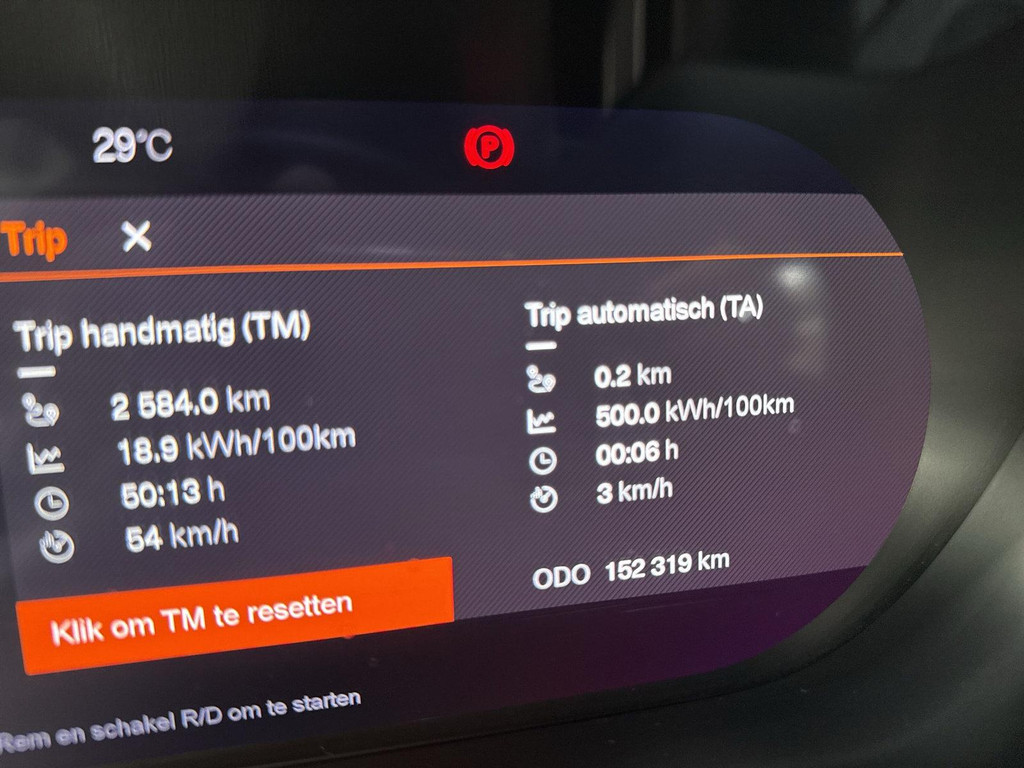 29°C
P
Trip
Trip handmatig (TM)
2 584.0 km
18.9 kWh/100km
50:13 h
54 km/h
Klik om TM te resetten
Trip automatisch (TA)
0.2 km
500.0 kWh/100km
00:06 h
3 km/h
ODO 152 319 km
Rem en schakel R/D om te starten